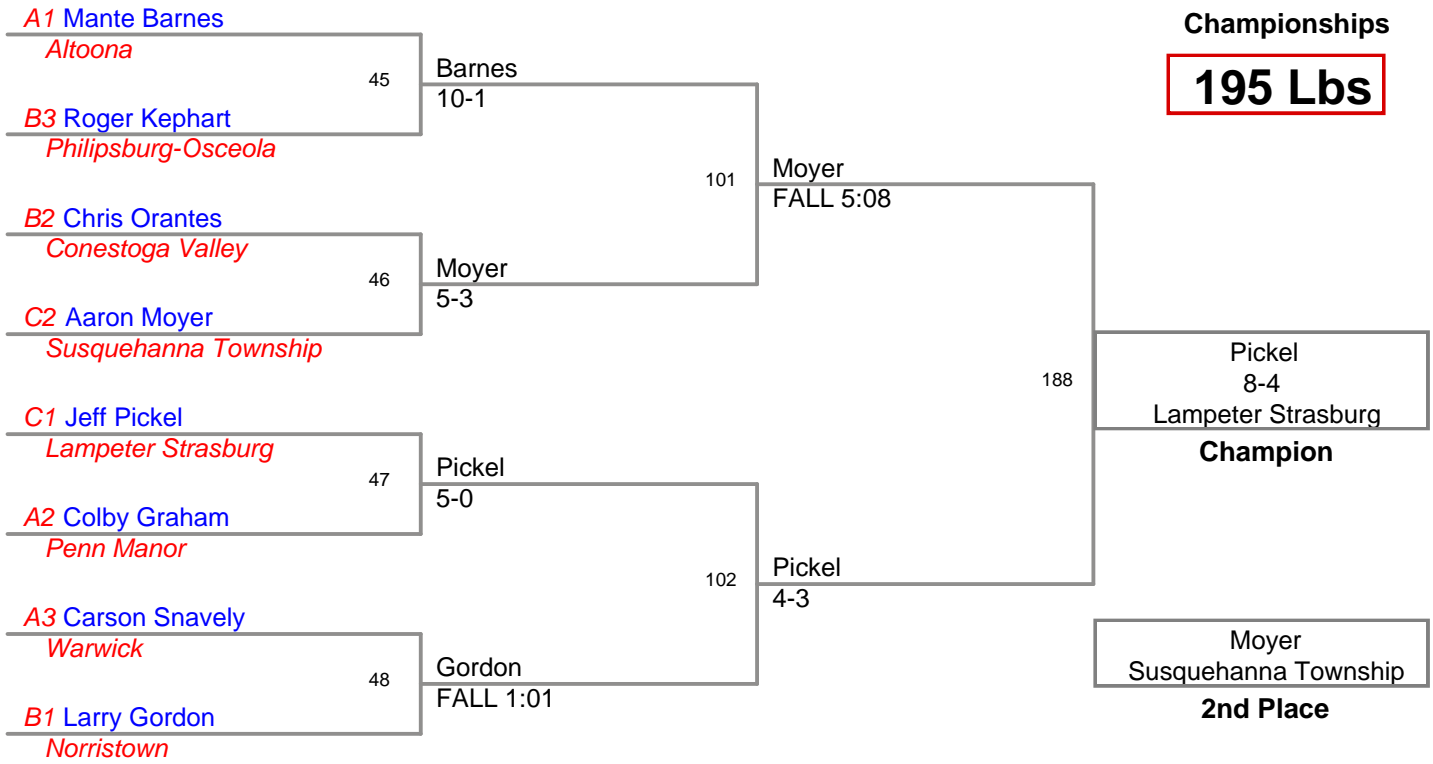 Championships
195 Lbs
A1 Mante Barnes
Altoona
45
Barnes
10-1
B3 Roger Kephart
Philipsburg-Osceola
101
Moyer
FALL 5:08
B2 Chris Orantes
Conestoga Valley
46
Moyer
5-3
C2 Aaron Moyer
Susquehanna Township
188
Pickel
8-4
Lampeter Strasburg
Champion
C1 Jeff Pickel
Lampeter Strasburg
47
Pickel
5-0
A2 Colby Graham
Penn Manor
102
Pickel
4-3
A3 Carson Snavely
Warwick
48
Gordon
FALL 1:01
B1 Larry Gordon
Norristown
Moyer
Susquehanna Township
2nd Place